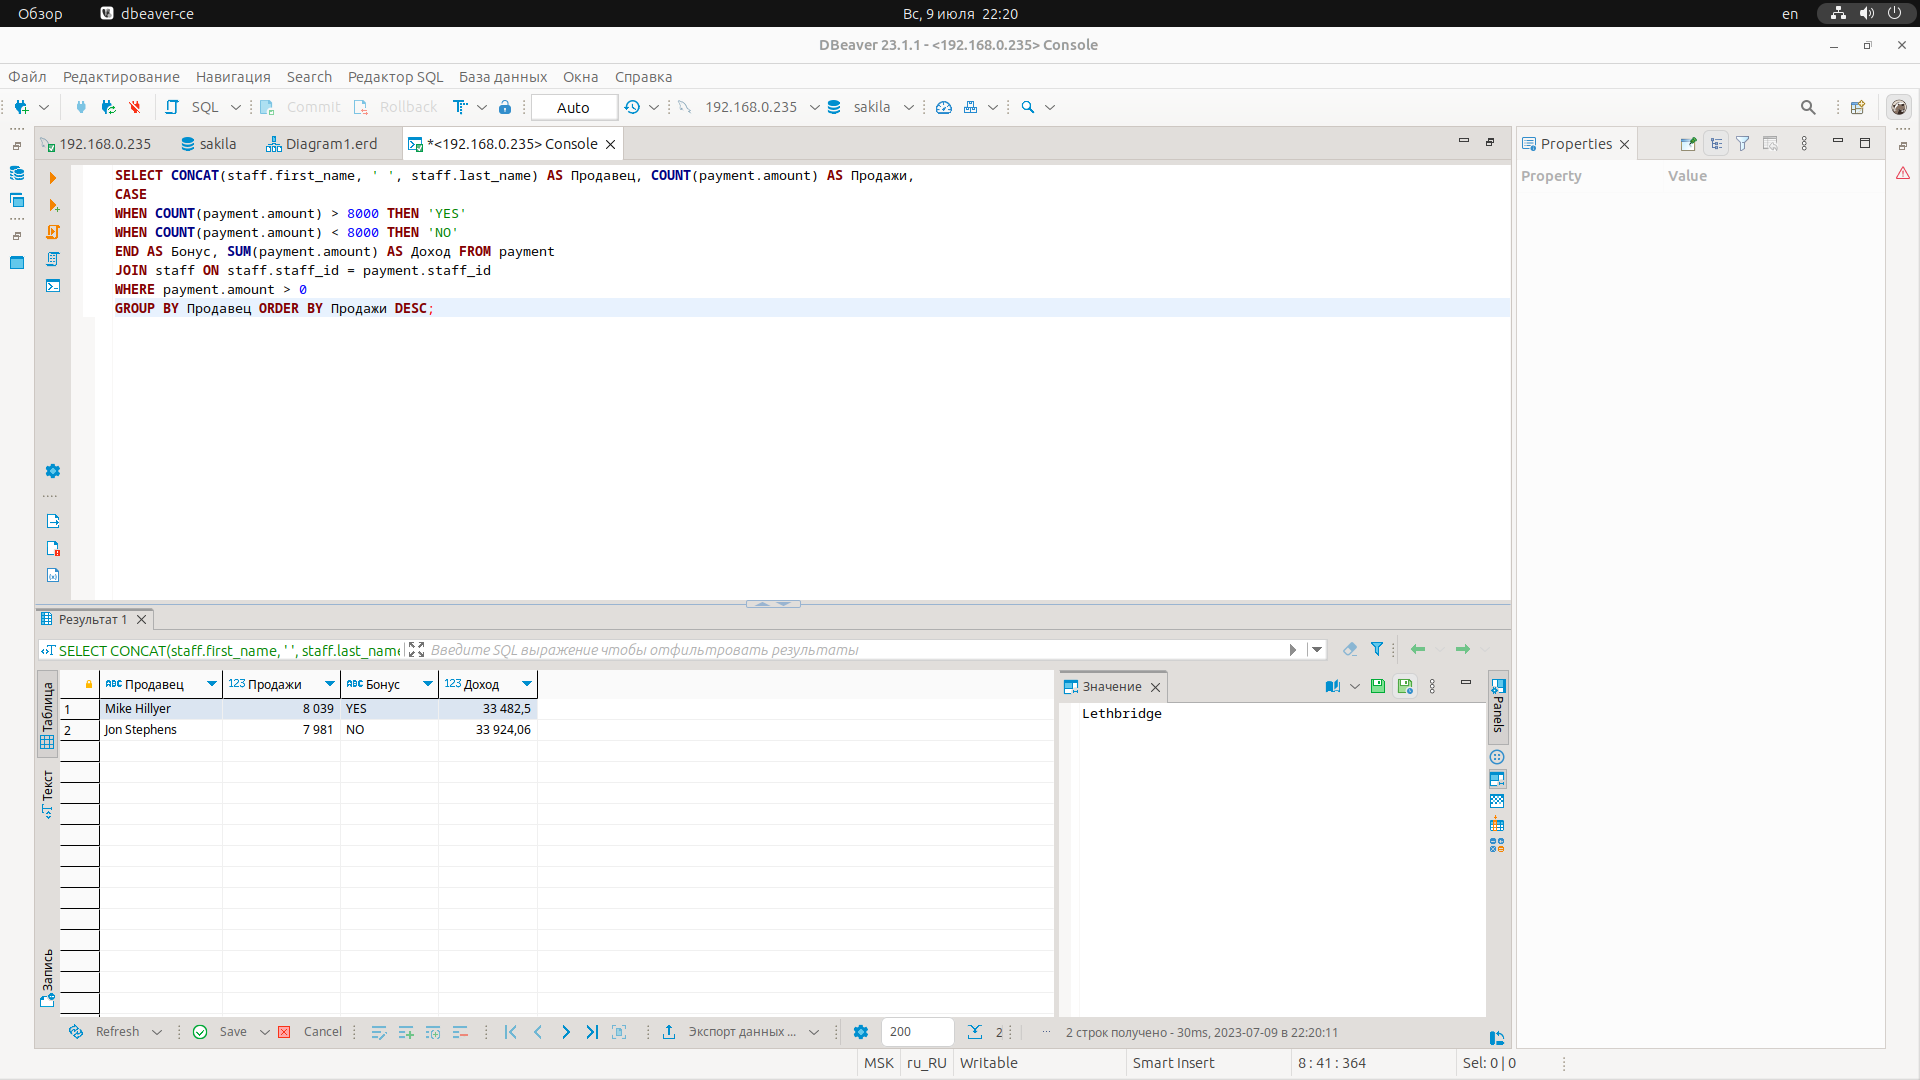 Обзор dbeaver-ce Вс, 9 июля 22:20 en
DBeaver 23.1.1 - <192.168.0.235> Console
Файл Редактирование Навигация Search Редактор SQL База данных Окна Справка
SQL Commit Rollback Auto 192.168.0.235 sakila
192.168.0.235 sakila Diagram1.erd *<192.168.0.235> Console
Properties
Property Value
SELECT CONCAT(staff.first_name, ' ', staff.last_name) AS Продавец, COUNT(payment.amount) AS Продажи,
CASE
WHEN COUNT(payment.amount) > 8000 THEN 'YES'
WHEN COUNT(payment.amount) < 8000 THEN 'NO'
END AS Бонус, SUM(payment.amount) AS Доход FROM payment
JOIN staff ON staff.staff_id = payment.staff_id
WHERE payment.amount > 0
GROUP BY Продавец ORDER BY Продажи DESC;
Результат 1
SELECT CONCAT(staff.first_name, ' ', staff.last_name Введите SQL выражение чтобы отфильтровать результаты
Таблица
Текст
Запись
ABC Продавец 123 Продажи ABC Бонус 123 Доход
1 Mike Hillyer 8 039 YES 33 482,5
2 Jon Stephens 7 981 NO 33 924,06
Значение
Lethbridge
Panels
Refresh Save Cancel Экспорт данных ... 200 2 ... 2 строк получено - 30ms, 2023-07-09 в 22:20:11
MSK ru_RU Writable Smart Insert 8 : 41 : 364 Sel: 0 | 0